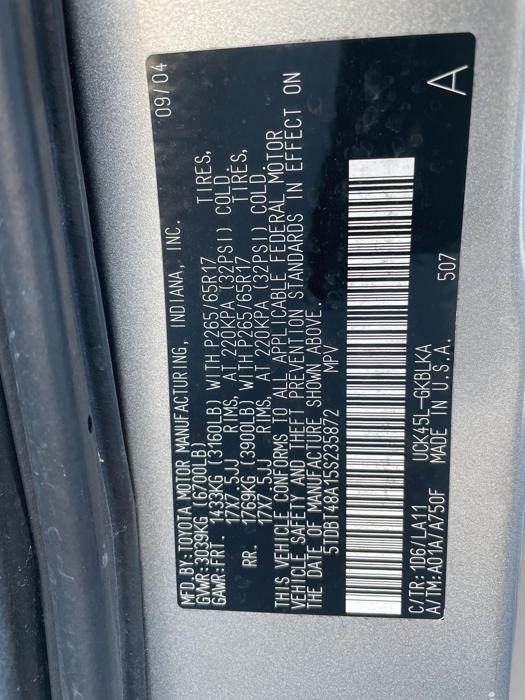 MFD.BY:TOYOTA MOTOR MANUFACTURING, INDIANA, INC. 09/04
GVWR:3039KG (6700LB)
GAWR:FRT. 1433KG (3160LB) WITH P265/65R17 TIRES,
17X7.5JJ RIMS, AT 220KPA (32PSI) COLD.
RR. 1769KG (3900LB) WITH P265/65R17 TIRES,
17X7.5JJ RIMS, AT 220KPA (32PSI) COLD.
THIS VEHICLE CONFORMS TO ALL APPLICABLE FEDERAL MOTOR
VEHICLE SAFETY AND THEFT PREVENTION STANDARDS IN EFFECT ON
THE DATE OF MANUFACTURE SHOWN ABOVE.
5TDBT48A15S235872 MPV
C/TR:1D6/LA11 UCK45L-GKBLKA 507
A/TM:A01A/A750F MADE IN U.S.A. A